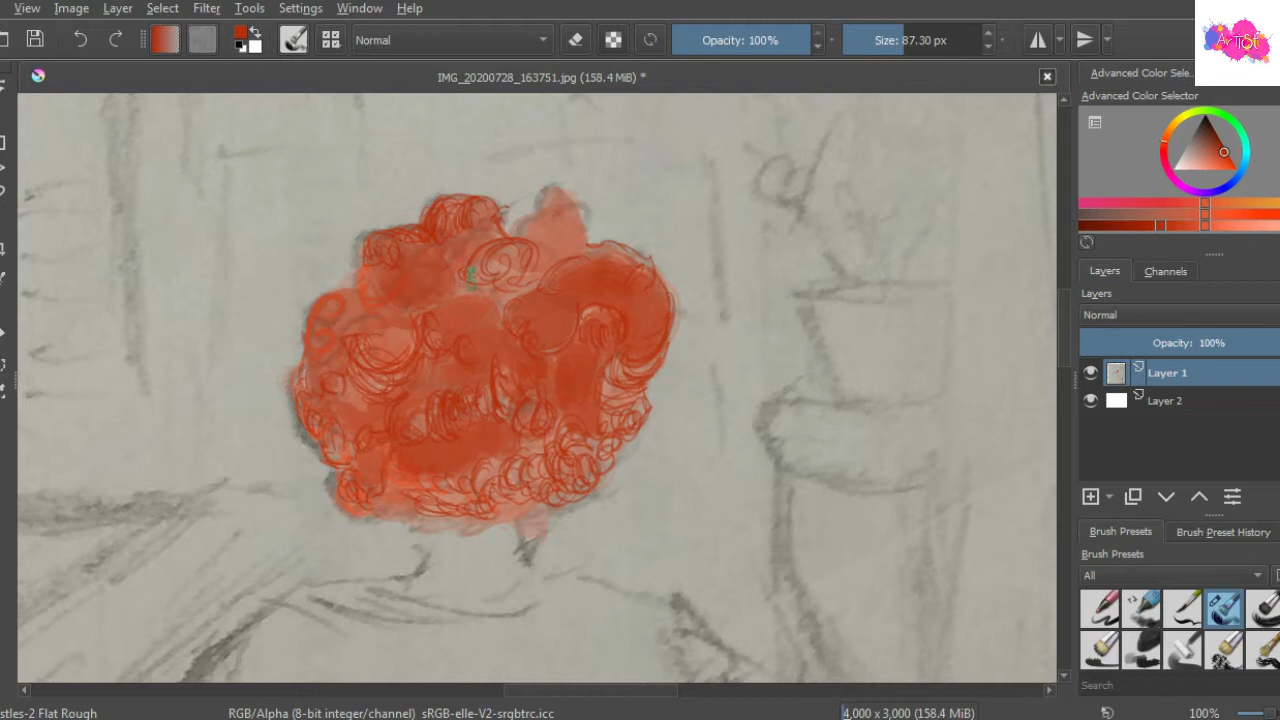 View Image Layer Select Filter Tools Settings Window Help
Normal Opacity: 100% Size: 87.30 px
ArTiSt
IMG_20200728_163751.jpg (158.4 MiB) *
Advanced Color Sele...
Advanced Color Selector
Layers Channels
Layers
Normal
Opacity: 100%
Layer 1
Layer 2
Brush Presets Brush Preset History
Brush Presets
All
Search
stles-2 Flat Rough RGB/Alpha (8-bit integer/channel) sRGB-elle-V2-srgbtrc.icc 4,000 x 3,000 (158.4 MiB) 100%